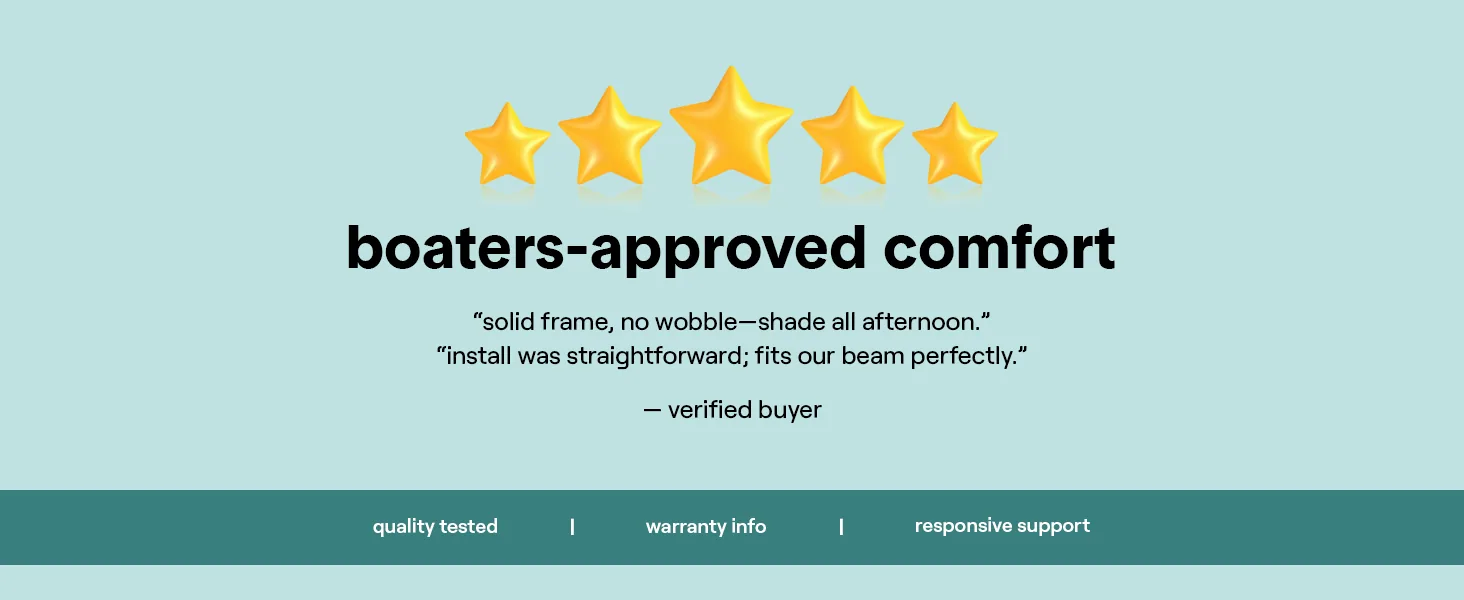 boaters-approved comfort
“solid frame, no wobble—shade all afternoon.”
“install was straightforward; fits our beam perfectly.”
— verified buyer
quality tested | warranty info | responsive support